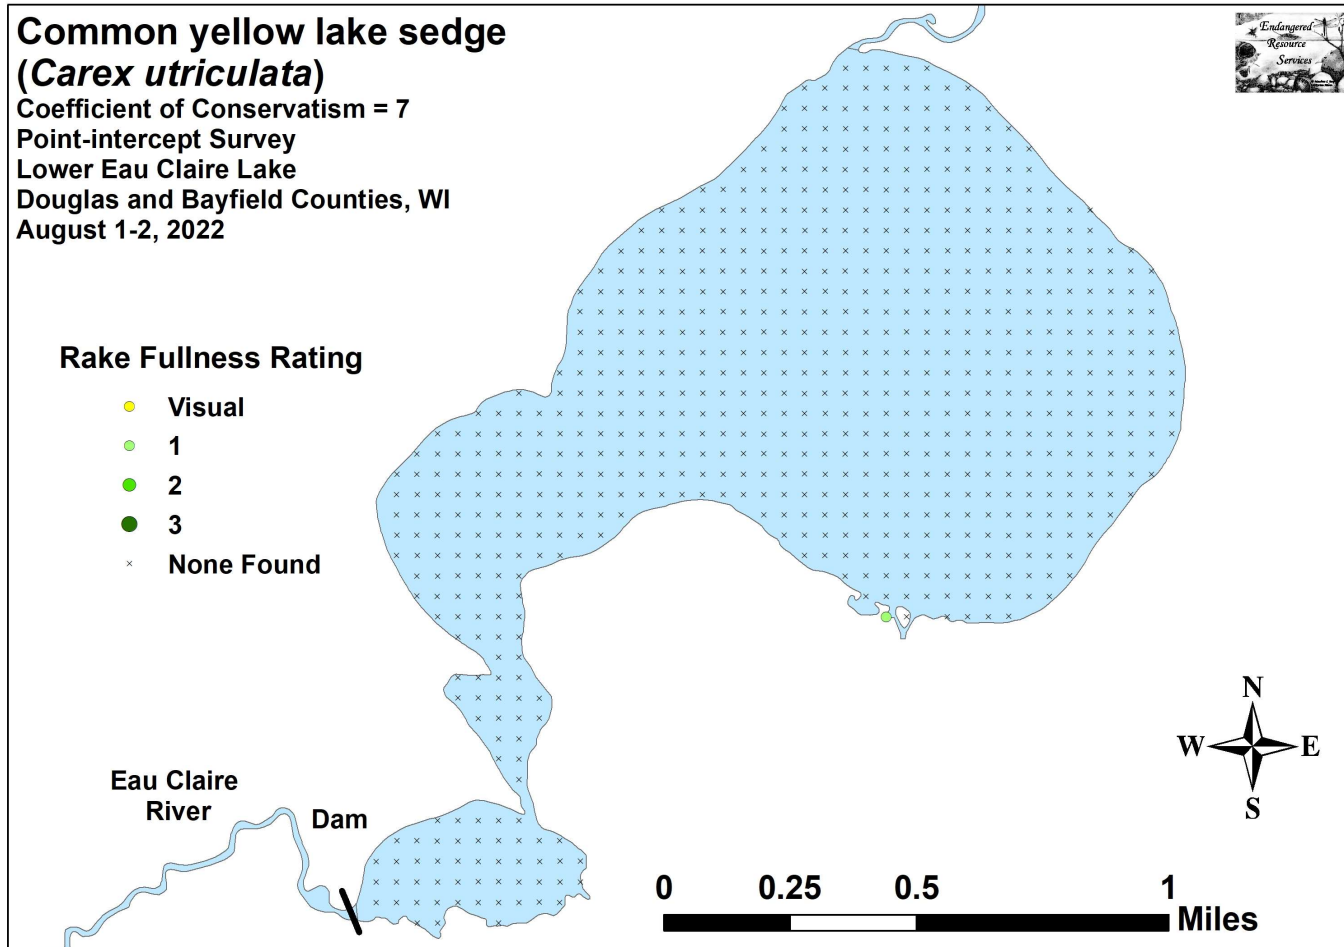 Common yellow lake sedge
(Carex utriculata)
Coefficient of Conservatism = 7
Point-intercept Survey
Lower Eau Claire Lake
Douglas and Bayfield Counties, WI
August 1-2, 2022
Endangered
Resource
Services
Rake Fullness Rating
Visual
1
2
3
None Found
N
W E
S
Eau Claire
River
Dam
0 0.25 0.5 1
Miles